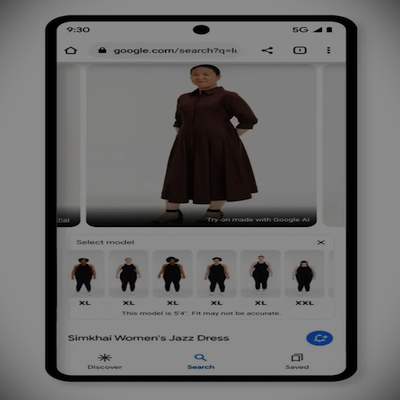 9:30
5G
google.com/search?q=l
Try-on made with Google AI
Select model
XL XL XL XL XL XXL
This model is 5'4". Fit may not be accurate.
Simkhai Women's Jazz Dress
Discover Search Saved